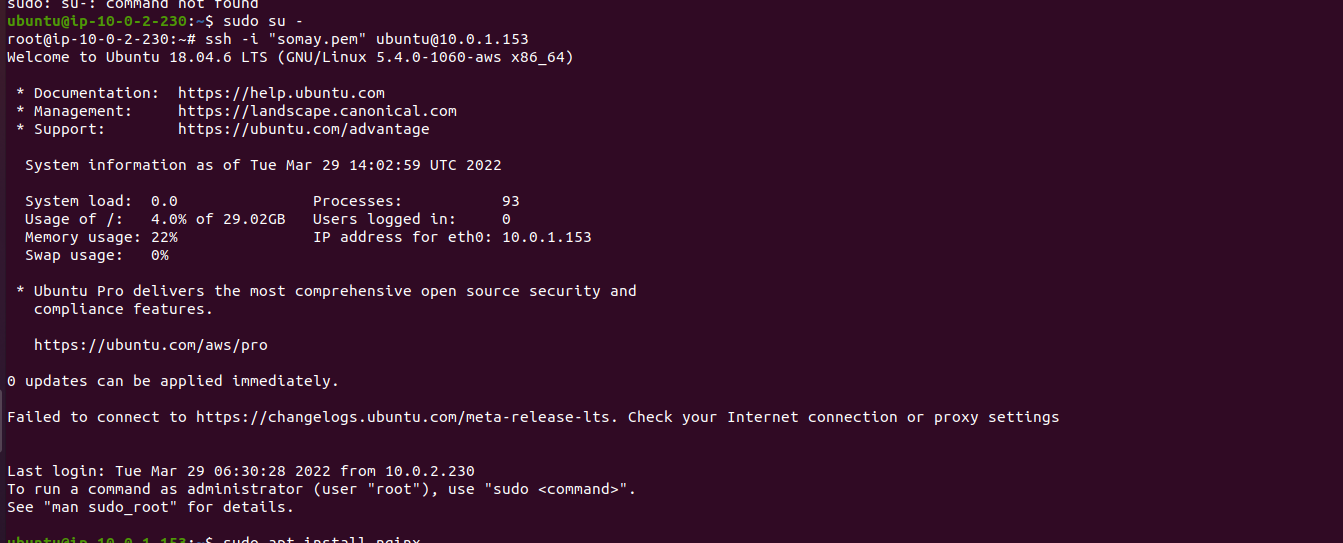 sudo: su-: command not found
ubuntu@ip-10-0-2-230:~$ sudo su -
root@ip-10-0-2-230:~# ssh -i "somay.pem" ubuntu@10.0.1.153
Welcome to Ubuntu 18.04.6 LTS (GNU/Linux 5.4.0-1060-aws x86_64)
* Documentation:  https://help.ubuntu.com
* Management:     https://landscape.canonical.com
* Support:        https://ubuntu.com/advantage
System information as of Tue Mar 29 14:02:59 UTC 2022
System load:  0.0                Processes:           93
Usage of /:   4.0% of 29.02GB   Users logged in:     0
Memory usage: 22%               IP address for eth0: 10.0.1.153
Swap usage:   0%
* Ubuntu Pro delivers the most comprehensive open source security and
compliance features.
https://ubuntu.com/aws/pro
0 updates can be applied immediately.
Failed to connect to https://changelogs.ubuntu.com/meta-release-lts. Check your Internet connection or proxy settings
Last login: Tue Mar 29 06:30:28 2022 from 10.0.2.230
To run a command as administrator (user "root"), use "sudo <command>".
See "man sudo_root" for details.
ubuntu@ip-10-0-1-153:~$ sudo apt install nginx